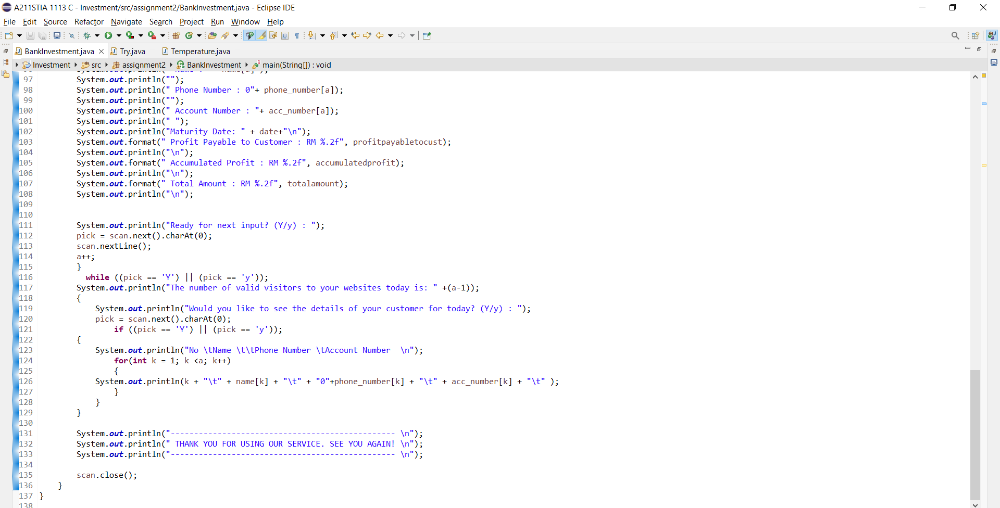 A211STIA 1113 C - Investment/src/assignment2/BankInvestment.java - Eclipse IDE
File Edit Source Refactor Navigate Search Project Run Window Help
BankInvestment.java Try.java Temperature.java
Investment src assignment2 BankInvestment main(String[]) : void
97 System.out.println("");
98 System.out.println(" Phone Number : 0"+ phone_number[a]);
99 System.out.println("");
100 System.out.println(" Account Number : "+ acc_number[a]);
101 System.out.println(" ");
102 System.out.println("Maturity Date: " + date+"\n");
103 System.out.format(" Profit Payable to Customer : RM %.2f", profitpayabletocust);
104 System.out.println("\n");
105 System.out.format(" Accumulated Profit : RM %.2f", accumulatedprofit);
106 System.out.println("\n");
107 System.out.format(" Total Amount : RM %.2f", totalamount);
108 System.out.println("\n");
109
110
111 System.out.println("Ready for next input? (Y/y) : ");
112 pick = scan.next().charAt(0);
113 scan.nextLine();
114 a++;
115 }
116 while ((pick == 'Y') || (pick == 'y'));
117 System.out.println("The number of valid visitors to your websites today is: " +(a-1));
118 {
119 System.out.println("Would you like to see the details of your customer for today? (Y/y) : ");
120 pick = scan.next().charAt(0);
121 if ((pick == 'Y') || (pick == 'y'));
122 {
123 System.out.println("No \tName \t\tPhone Number \tAccount Number  \n");
124 for(int k = 1; k <a; k++)
125 {
126 System.out.println(k + "\t" + name[k] + "\t" + "0"+phone_number[k] + "\t" + acc_number[k] + "\t" );
127 }
128 }
129 }
130
131 System.out.println("------------------------------------------------ \n");
132 System.out.println(" THANK YOU FOR USING OUR SERVICE. SEE YOU AGAIN! \n");
133 System.out.println("------------------------------------------------ \n");
134
135 scan.close();
136 }
137 }
138